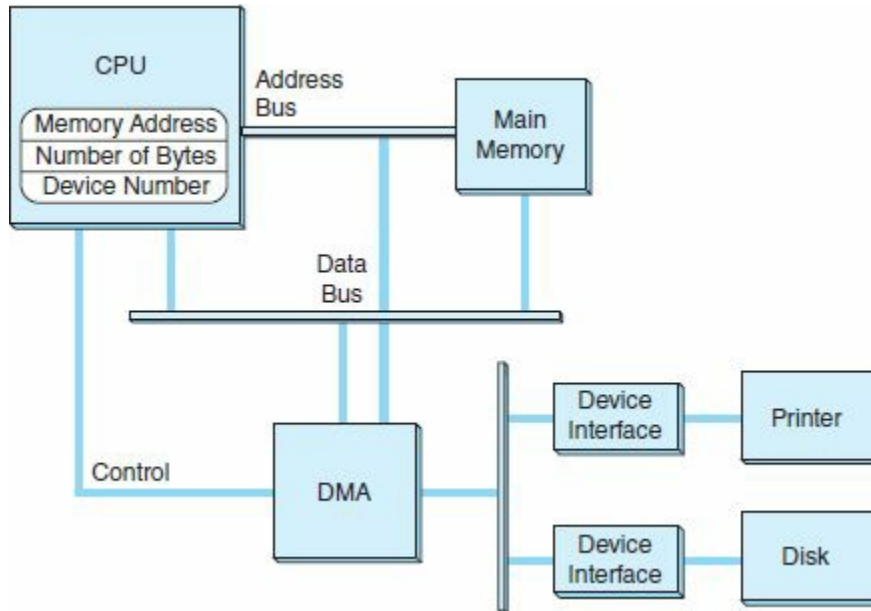 CPU
Memory Address
Number of Bytes
Device Number
Address
Bus
Main
Memory
Data
Bus
Control
DMA
Device
Interface
Printer
Device
Interface
Disk